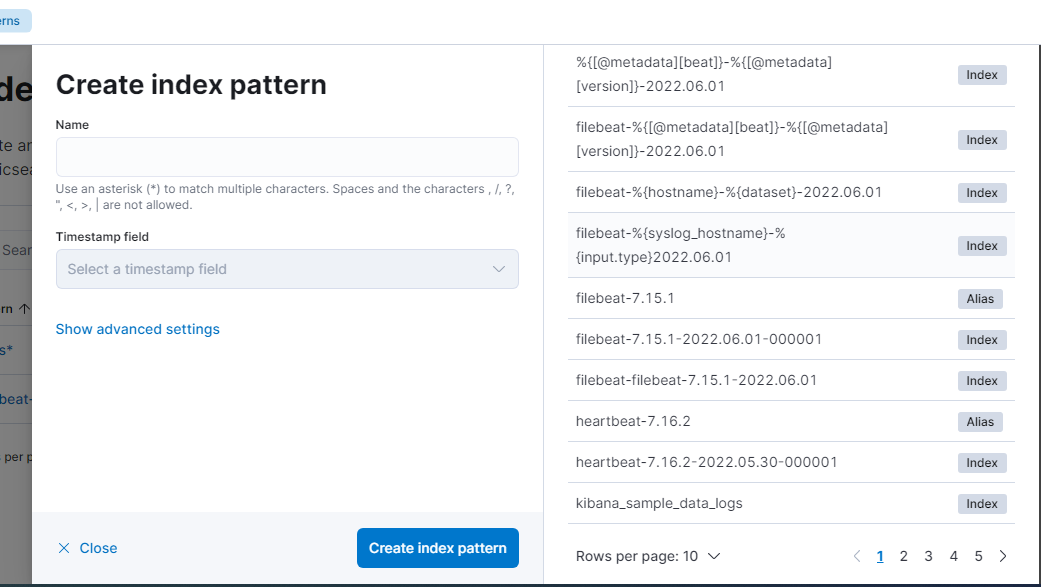 erns
de
te an
icsea
Sear
rn ↑
s*
beat-
per p
Create index pattern
Name
Use an asterisk (*) to match multiple characters. Spaces and the characters , /, ?,
", <, >, | are not allowed.
Timestamp field
Select a timestamp field
Show advanced settings
Close
Create index pattern
%{[@metadata][beat]}-%{[@metadata]
[version]}-2022.06.01
Index
filebeat-%{[@metadata][beat]}-%{[@metadata]
[version]}-2022.06.01
Index
filebeat-%{hostname}-%{dataset}-2022.06.01
Index
filebeat-%{syslog_hostname}-%
{input.type}2022.06.01
Index
filebeat-7.15.1
Alias
filebeat-7.15.1-2022.06.01-000001
Index
filebeat-filebeat-7.15.1-2022.06.01
Index
heartbeat-7.16.2
Alias
heartbeat-7.16.2-2022.05.30-000001
Index
kibana_sample_data_logs
Index
Rows per page: 10
< 1 2 3 4 5 >